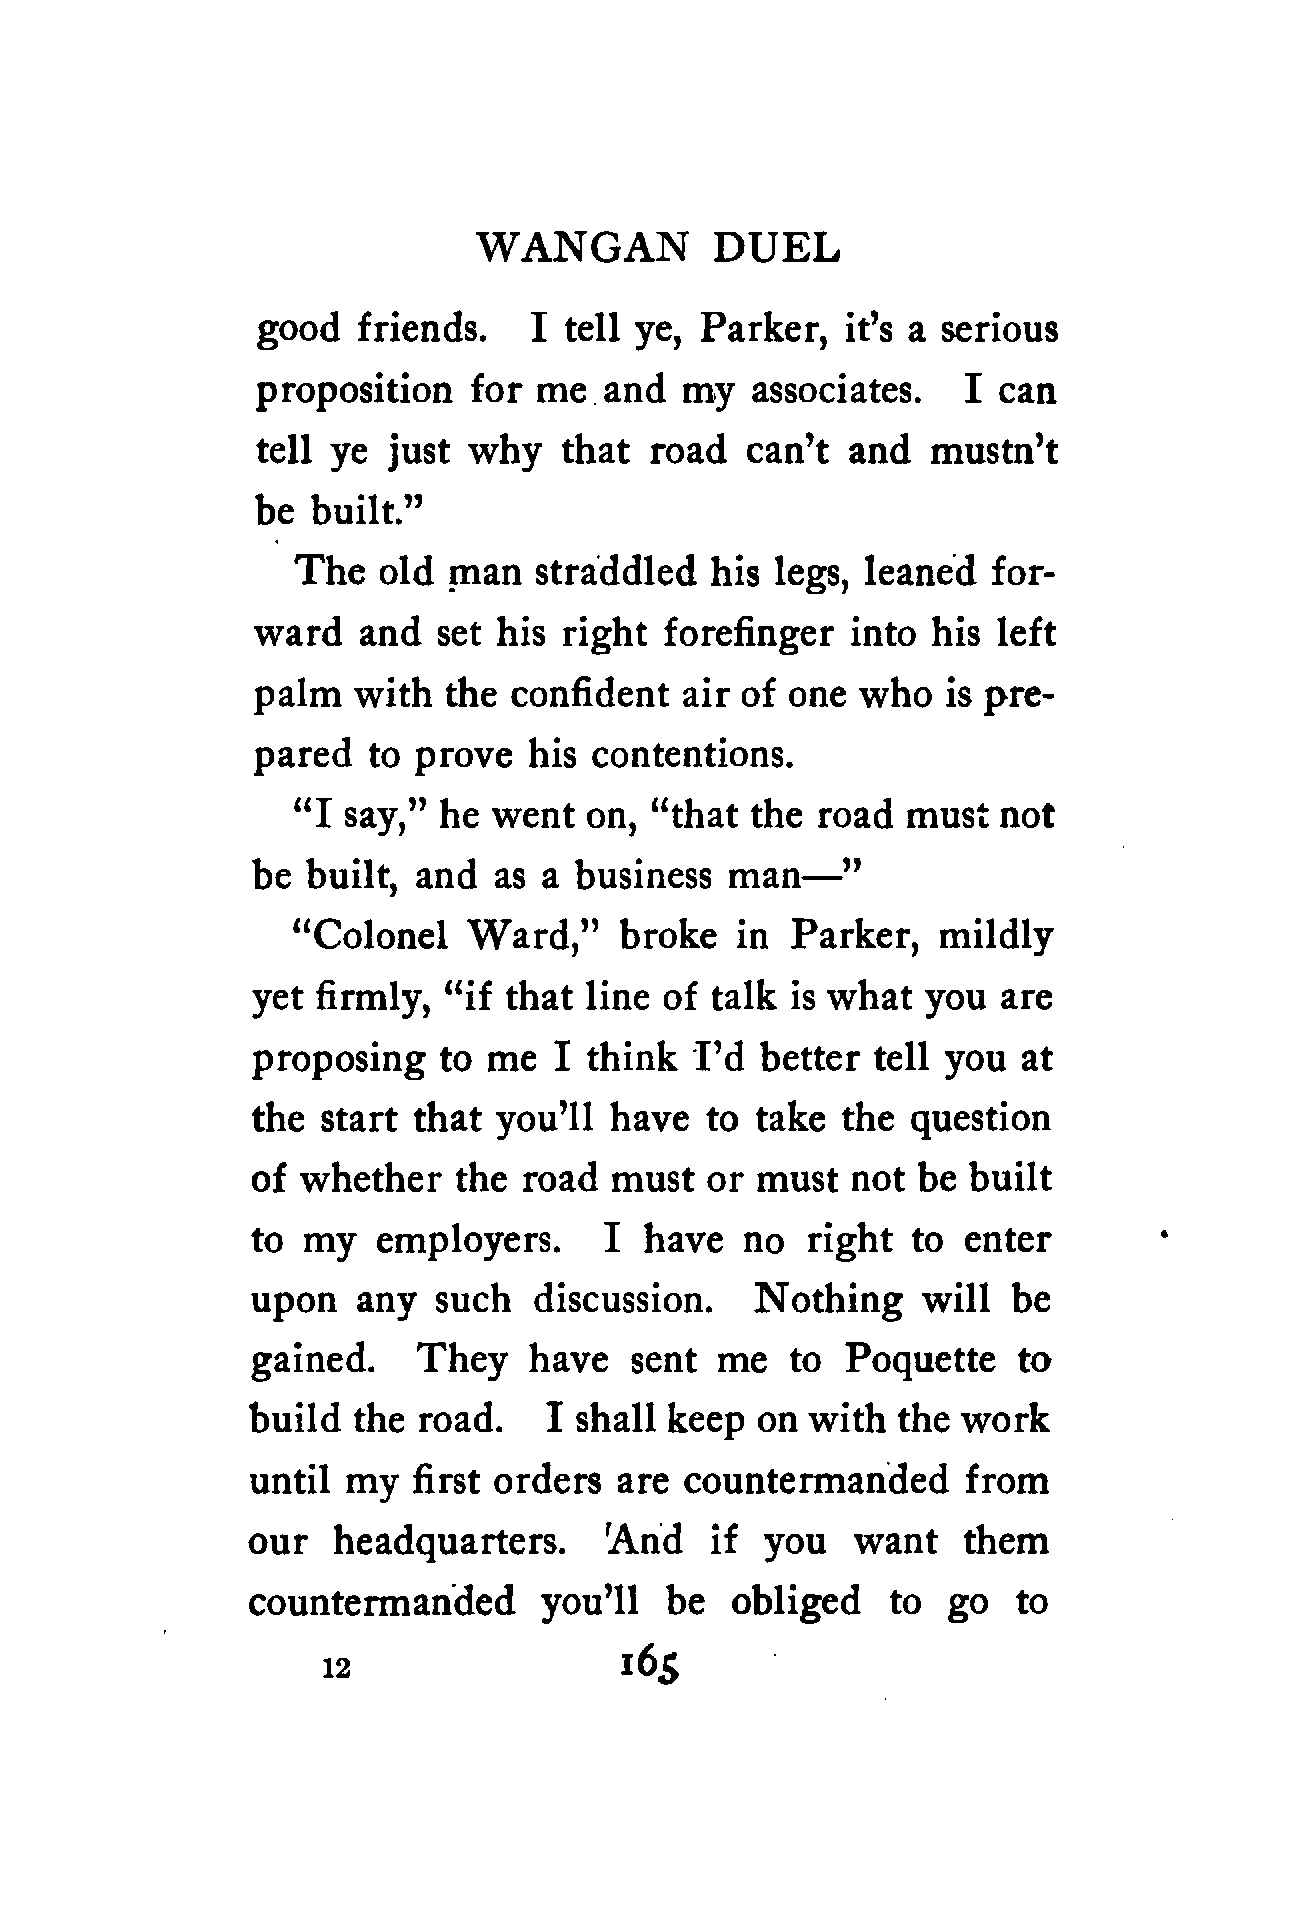 WANGAN DUEL
good friends. I tell ye, Parker, it's a serious
proposition for me and my associates. I can
tell ye just why that road can't and mustn't
be built."
The old man straddled his legs, leaned for-
ward and set his right forefinger into his left
palm with the confident air of one who is pre-
pared to prove his contentions.
"I say," he went on, "that the road must not
be built, and as a business man—"
"Colonel Ward," broke in Parker, mildly
yet firmly, "if that line of talk is what you are
proposing to me I think I'd better tell you at
the start that you'll have to take the question
of whether the road must or must not be built
to my employers. I have no right to enter
upon any such discussion. Nothing will be
gained. They have sent me to Poquette to
build the road. I shall keep on with the work
until my first orders are countermanded from
our headquarters. And if you want them
countermanded you'll be obliged to go to
12 165